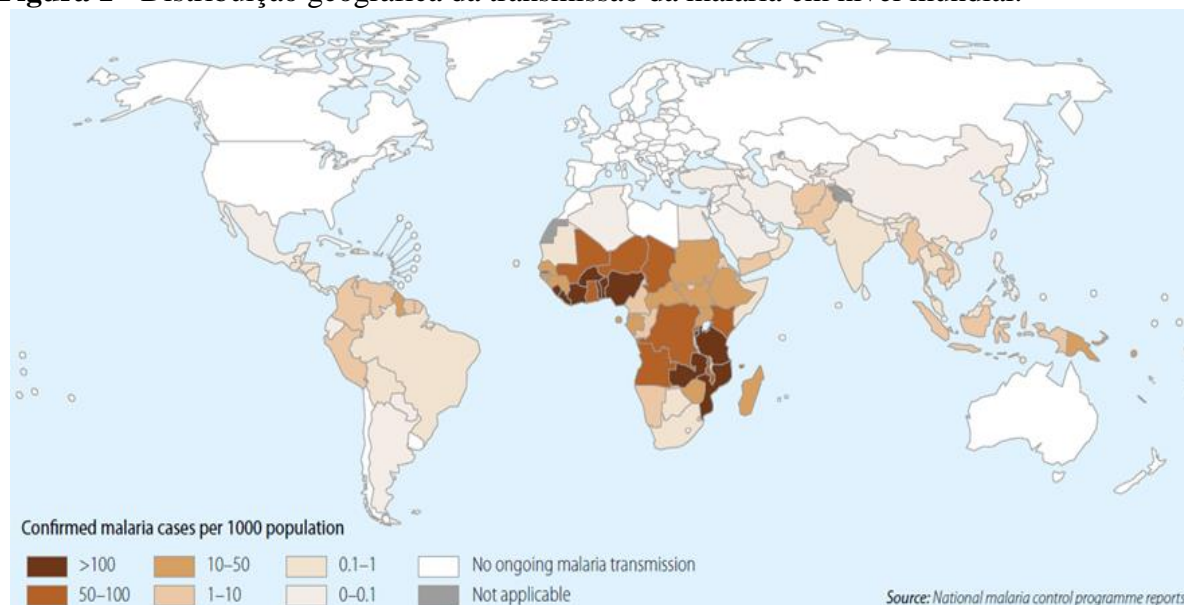 Figura 1 - Distribuição geográfica da transmissão da malária em nível mundial.
Confirmed malaria cases per 1000 population
>100 10–50 0.1–1 No ongoing malaria transmission
50–100 1–10 0–0.1 Not applicable
Source: National malaria control programme reports